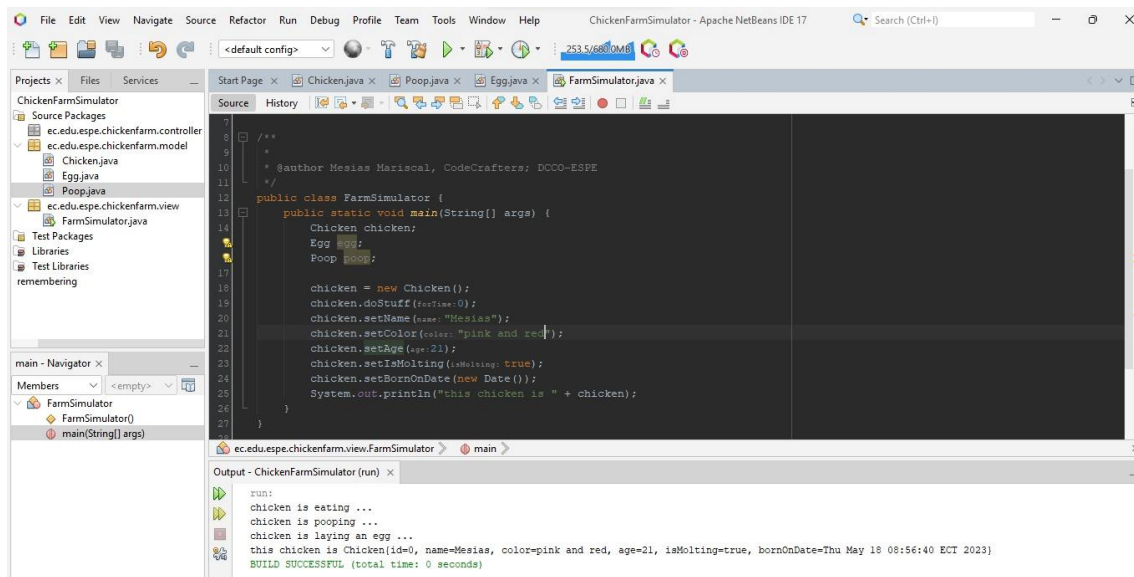 File Edit View Navigate Source Refactor Run Debug Profile Team Tools Window Help ChickenFarmSimulator - Apache NetBeans IDE 17 Search (Ctrl+I)
<default config> 253.5/680.0MB
Projects Files Services
ChickenFarmSimulator
Source Packages
ec.edu.espe.chickenfarm.controller
ec.edu.espe.chickenfarm.model
Chicken.java
Egg.java
Poop.java
ec.edu.espe.chickenfarm.view
FarmSimulator.java
Test Packages
Libraries
Test Libraries
remembering
main - Navigator
Members <empty>
FarmSimulator
FarmSimulator()
main(String[] args)
Start Page Chicken.java Poop.java Egg.java FarmSimulator.java
Source History
7
8 /**
9 *
10 * @author Mesias Mariscal, CodeCrafters; DCCO-ESPE
11 */
12 public class FarmSimulator {
13 public static void main(String[] args) {
14 Chicken chicken;
Egg egg;
Poop poop;
17
18 chicken = new Chicken();
19 chicken.doStuff(forTime:0);
20 chicken.setName(name:"Mesias");
21 chicken.setColor(color:"pink and red");
22 chicken.setAge(age:21);
23 chicken.setIsMolting(isMolting:true);
24 chicken.setBornOnDate(new Date());
25 System.out.println("this chicken is " + chicken);
26 }
27 }
ec.edu.espe.chickenfarm.view.FarmSimulator main
Output - ChickenFarmSimulator (run)
run:
chicken is eating ...
chicken is pooping ...
chicken is laying an egg ...
this chicken is Chicken{id=0, name=Mesias, color=pink and red, age=21, isMolting=true, bornOnDate=Thu May 18 08:56:40 ECT 2023}
BUILD SUCCESSFUL (total time: 0 seconds)